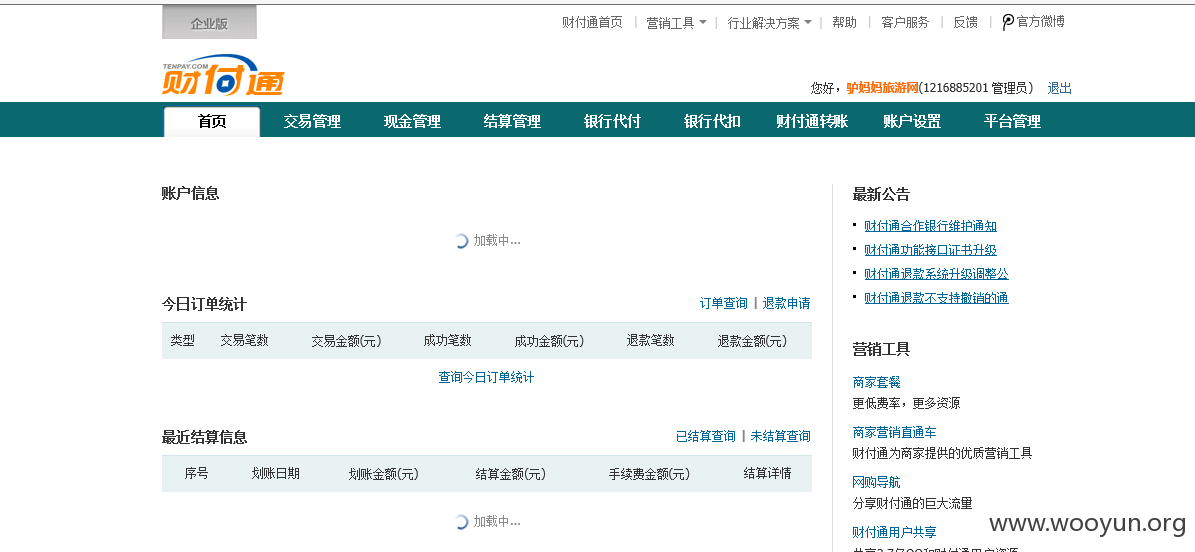 企业版
财付通首页 | 营销工具 | 行业解决方案 | 帮助 | 客户服务 | 反馈 | 官方微博
TENPAY.COM
财付通
您好，驴妈妈旅游网(1216885201 管理员) 退出
首页 交易管理 现金管理 结算管理 银行代付 银行代扣 财付通转账 账户设置 平台管理
账户信息
加载中...
今日订单统计 订单查询 | 退款申请
类型 交易笔数 交易金额(元) 成功笔数 成功金额(元) 退款笔数 退款金额(元)
查询今日订单统计
最近结算信息 已结算查询 | 未结算查询
序号 划账日期 划账金额(元) 结算金额(元) 手续费金额(元) 结算详情
加载中...
最新公告
财付通合作银行维护通知
财付通功能接口证书升级
财付通退款系统升级调整公
财付通退款不支持撤销的通
营销工具
商家套餐
更低费率，更多资源
商家营销直通车
财付通为商家提供的优质营销工具
网购导航
分享财付通的巨大流量
财付通用户共享
www.wooyun.org